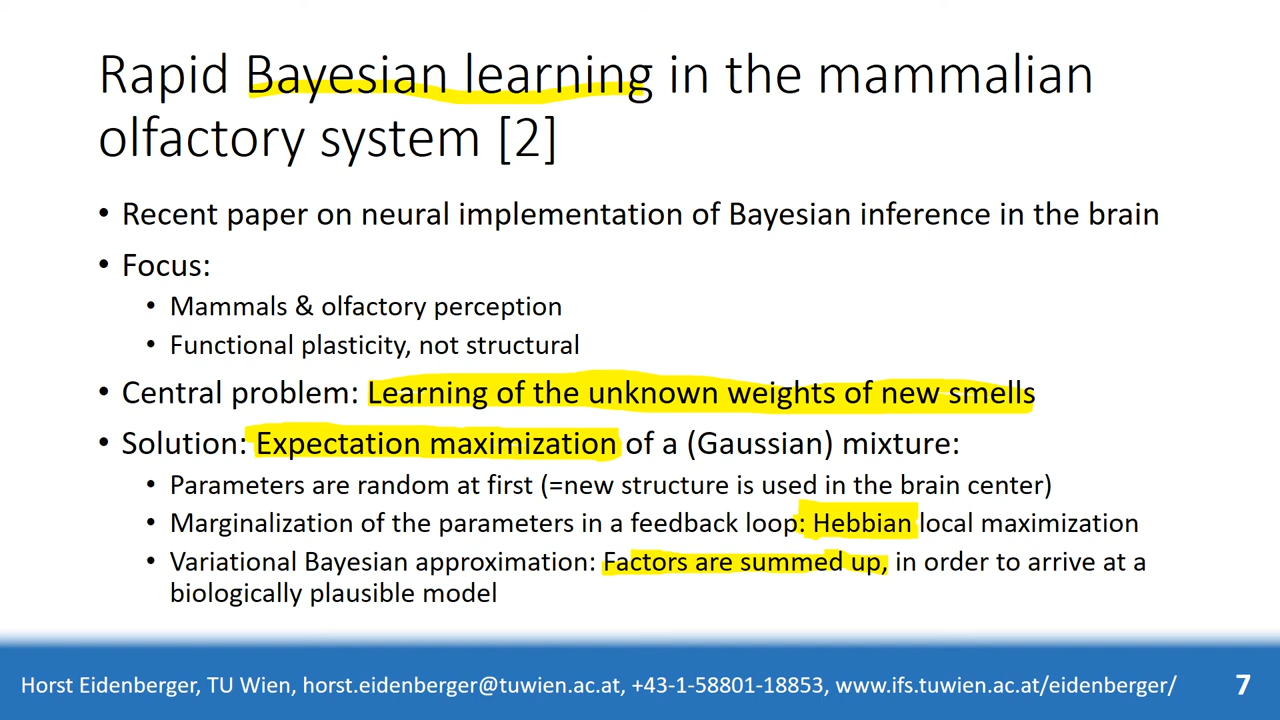 Rapid Bayesian learning in the mammalian
olfactory system [2]
• Recent paper on neural implementation of Bayesian inference in the brain
• Focus:
• Mammals & olfactory perception
• Functional plasticity, not structural
• Central problem: Learning of the unknown weights of new smells
• Solution: Expectation maximization of a (Gaussian) mixture:
• Parameters are random at first (=new structure is used in the brain center)
• Marginalization of the parameters in a feedback loop: Hebbian local maximization
• Variational Bayesian approximation: Factors are summed up, in order to arrive at a
biologically plausible model
Horst Eidenberger, TU Wien, horst.eidenberger@tuwien.ac.at, +43-1-58801-18853, www.ifs.tuwien.ac.at/eidenberger/ 7